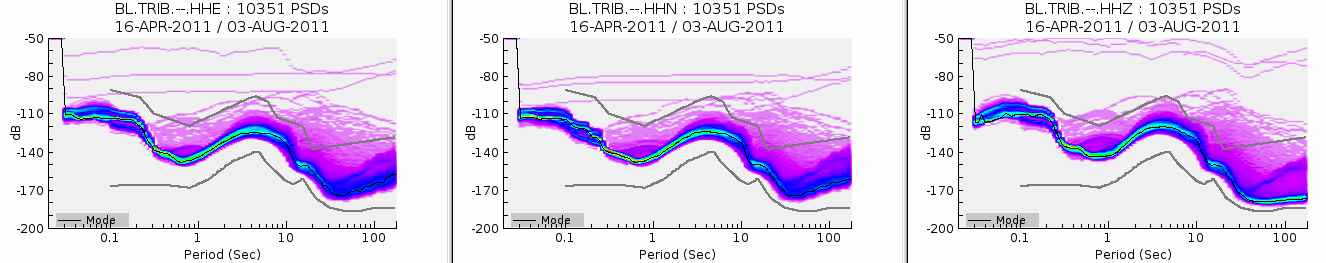 BL.TRIB.--.HHE : 10351 PSDs
16-APR-2011 / 03-AUG-2011
-50
-80
-110
-140
-170
-200
dB
Mode
0.1 1 10 100
Period (Sec)
BL.TRIB.--.HHN : 10351 PSDs
16-APR-2011 / 03-AUG-2011
-50
-80
-110
-140
-170
-200
dB
Mode
0.1 1 10 100
Period (Sec)
BL.TRIB.--.HHZ : 10351 PSDs
16-APR-2011 / 03-AUG-2011
-50
-80
-110
-140
-170
-200
dB
Mode
0.1 1 10 100
Period (Sec)